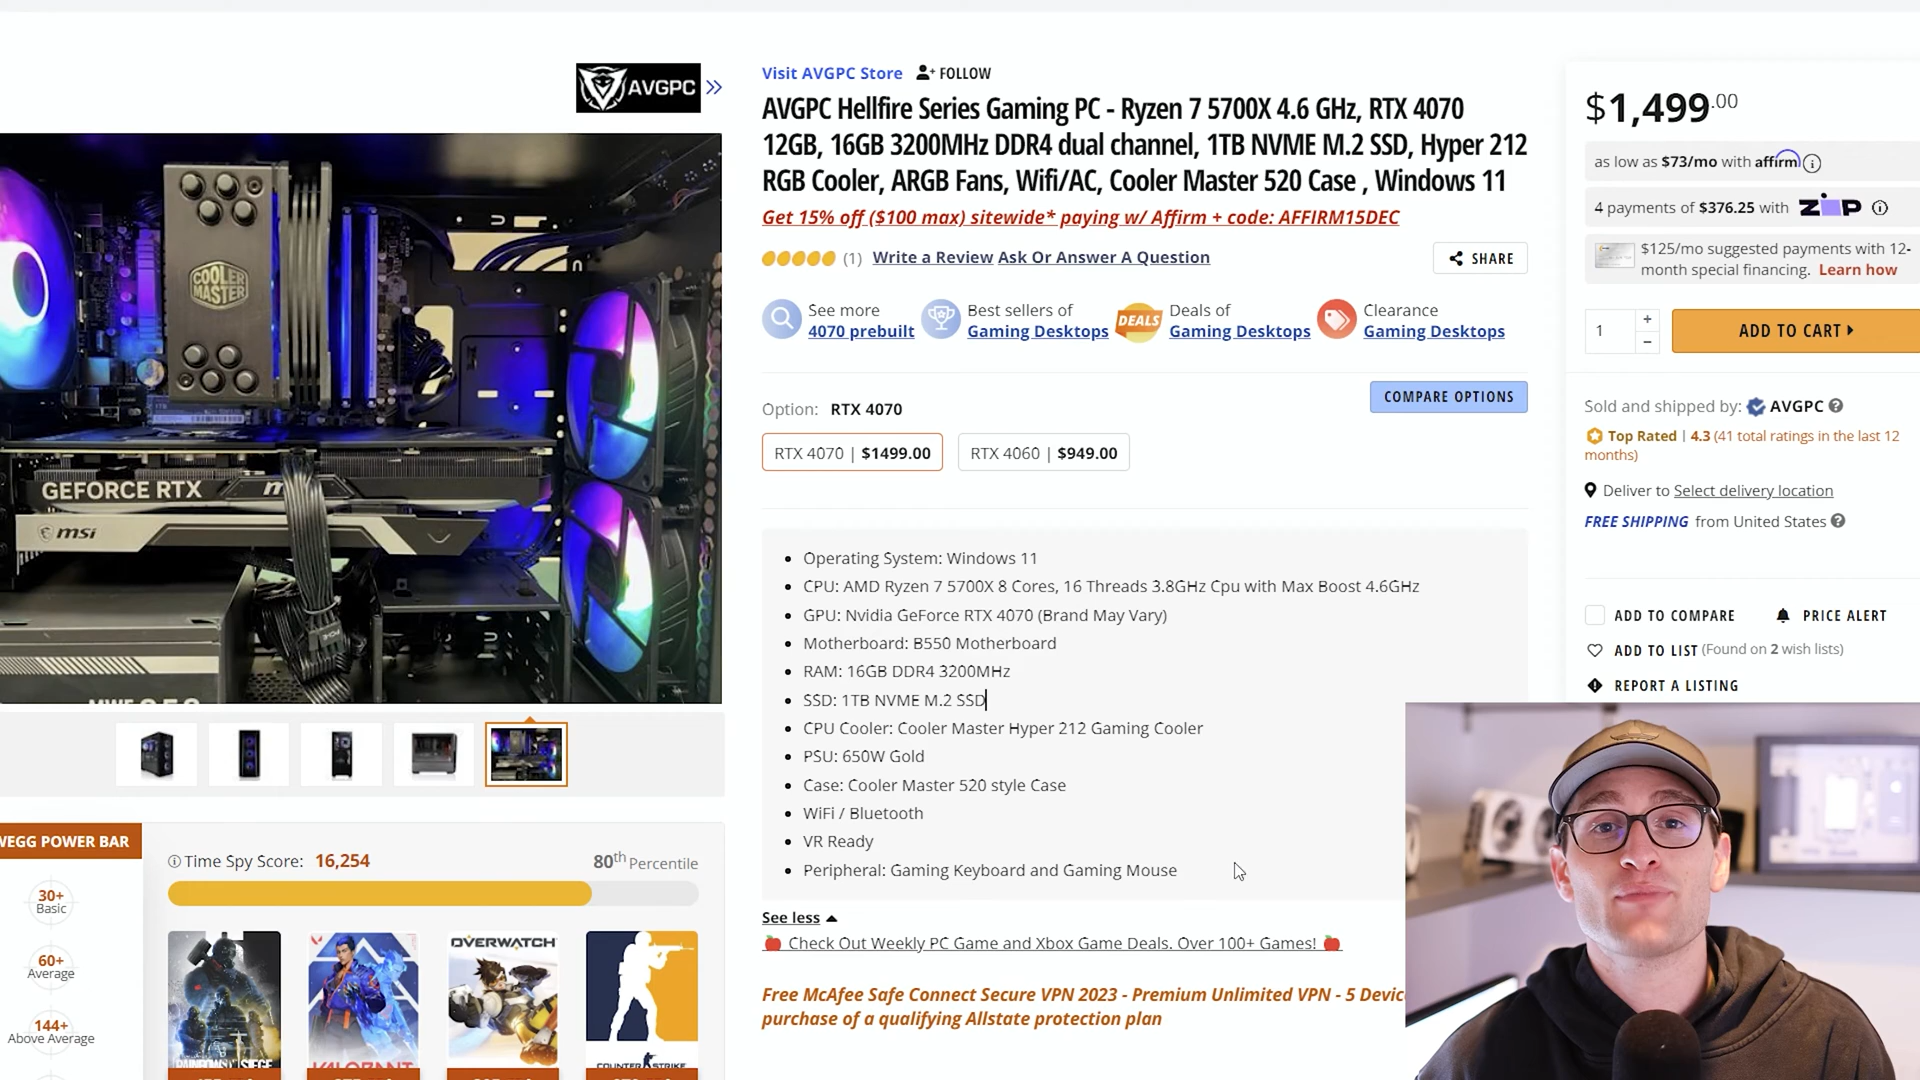 AVGPC
Visit AVGPC Store
FOLLOW
AVGPC Hellfire Series Gaming PC - Ryzen 7 5700X 4.6 GHz, RTX 4070
12GB, 16GB 3200MHz DDR4 dual channel, 1TB NVME M.2 SSD, Hyper 212
RGB Cooler, ARGB Fans, Wifi/AC, Cooler Master 520 Case , Windows 11
Get 15% off ($100 max) sitewide* paying w/ Affirm + code: AFFIRM15DEC
(1) Write a Review Ask Or Answer A Question
SHARE
See more
4070 prebuilt
Best sellers of
Gaming Desktops
DEALS
Deals of
Gaming Desktops
Clearance
Gaming Desktops
Option: RTX 4070
COMPARE OPTIONS
RTX 4070 | $1499.00
RTX 4060 | $949.00
Operating System: Windows 11
CPU: AMD Ryzen 7 5700X 8 Cores, 16 Threads 3.8GHz Cpu with Max Boost 4.6GHz
GPU: Nvidia GeForce RTX 4070 (Brand May Vary)
Motherboard: B550 Motherboard
RAM: 16GB DDR4 3200MHz
SSD: 1TB NVME M.2 SSD
CPU Cooler: Cooler Master Hyper 212 Gaming Cooler
PSU: 650W Gold
Case: Cooler Master 520 style Case
WiFi / Bluetooth
VR Ready
Peripheral: Gaming Keyboard and Gaming Mouse
See less
Check Out Weekly PC Game and Xbox Game Deals. Over 100+ Games!
Free McAfee Safe Connect Secure VPN 2023 - Premium Unlimited VPN - 5
purchase of a qualifying Allstate protection plan
$1,499.00
as low as $73/mo with affirm
4 payments of $376.25 with ZIP
$125/mo suggested payments with 12-
month special financing. Learn how
1
+
−
ADD TO CART
Sold and shipped by: AVGPC
Top Rated | 4.3 (41 total ratings in the last 12
months)
Deliver to Select delivery location
FREE SHIPPING from United States
ADD TO COMPARE
PRICE ALERT
ADD TO LIST (Found on 2 wish lists)
REPORT A LISTING
COOLER
MASTER
GEFORCE RTX
msi
POWER BAR
30+
Basic
60+
Average
144+
Above Average
Time Spy Score: 16,254
80th Percentile
VALORANT
OVERWATCH
COUNTER STRIKE